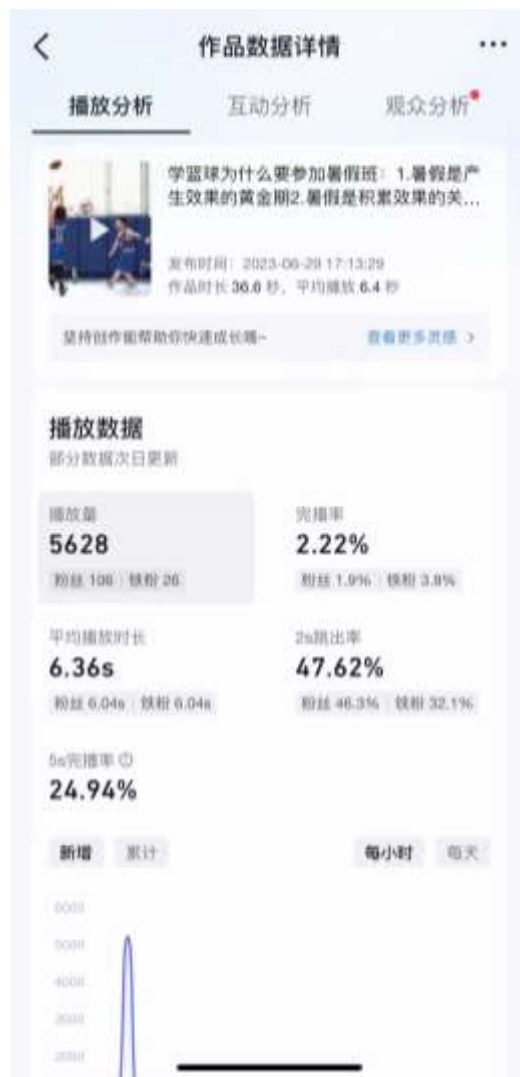 作品数据详情
播放分析 互动分析 观众分析
学篮球为什么要参加暑假班：1.暑假是产
生效果的黄金期2.暑假是积累效果的关...
发布时间：2023-06-29 17:13:29
作品时长 36.6 秒，平均播放 6.4 秒
坚持创作能帮助你快速成长哦~ 查看更多灵感 >
播放数据
部分数据次日更新
播放量 完播率
5628 2.22%
粉丝 106 铁粉 26 粉丝 1.9% 铁粉 3.8%
平均播放时长 2s跳出率
6.36s 47.62%
粉丝 6.04s 铁粉 6.04s 粉丝 46.3% 铁粉 32.1%
5s完播率
24.94%
新增 累计 每小时 每天
6000
5000
4000
3000
2000